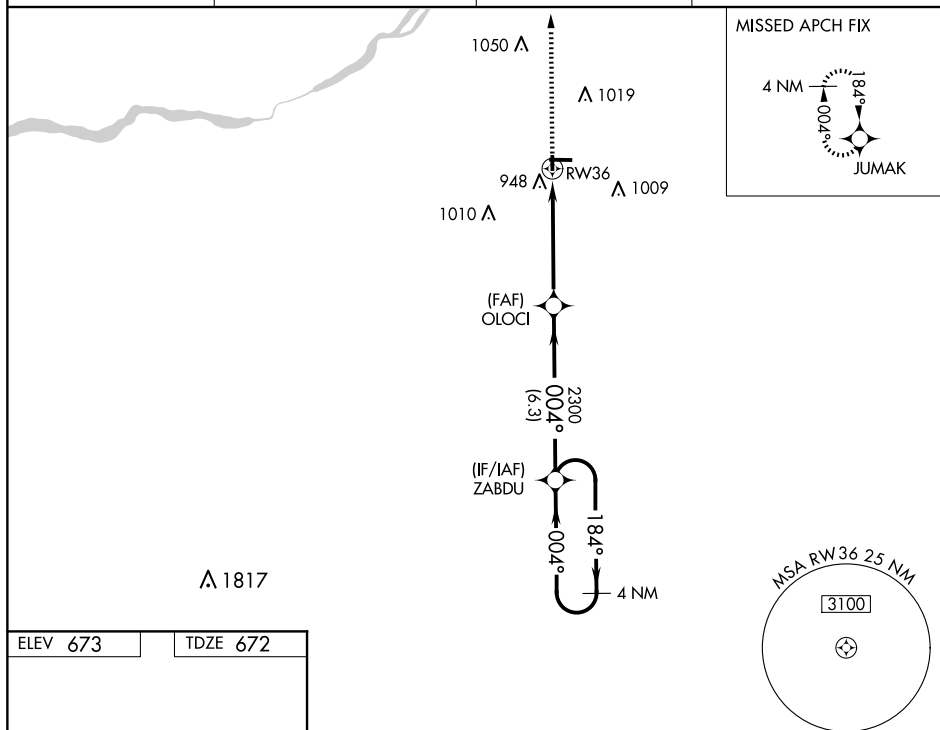 MISSED APCH FIX
4 NM
184°
004°
JUMAK
1050
1019
RW36
948
1009
1010
(FAF)
OLOCI
2300
004°
(6.3)
(IF/IAF)
ZABDU
004°
184°
4 NM
1817
MSA RW36 25 NM
3100
ELEV 673
TDZE 672